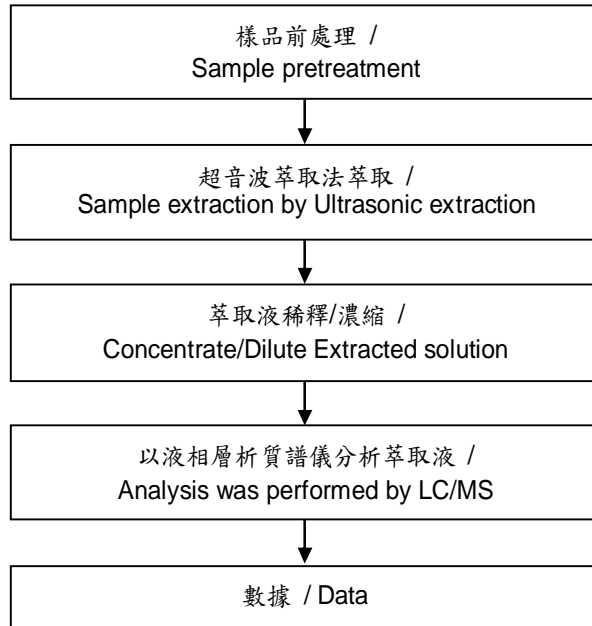 樣品前處理 /
Sample pretreatment
超音波萃取法萃取 /
Sample extraction by Ultrasonic extraction
萃取液稀釋/濃縮 /
Concentrate/Dilute Extracted solution
以液相層析質譜儀分析萃取液 /
Analysis was performed by LC/MS
數據 / Data